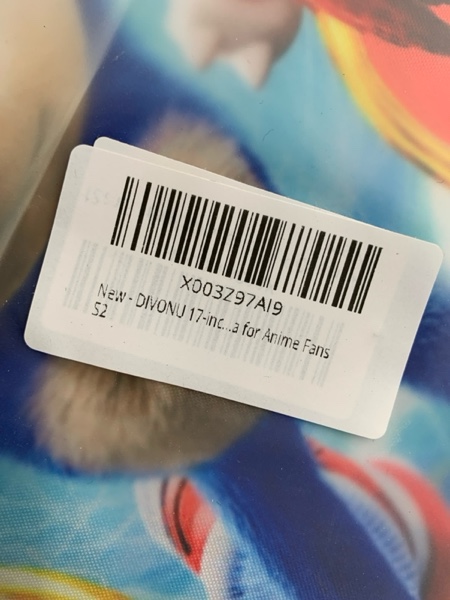 X003Z97AI9
New - DIVONU 17-inc...a for Anime Fans
S2